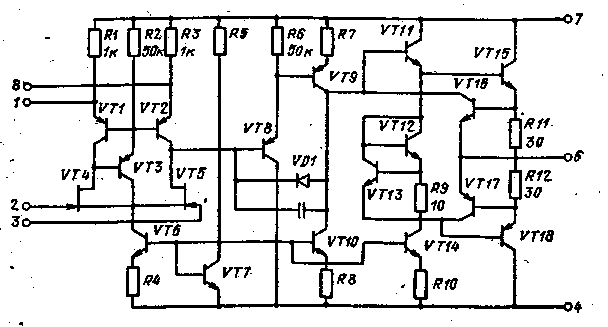 R1 R2 R3 R5 R6 R7 VT11 7
1к 50к 1к 50к VT15
8 VT9 VT16
1 VT1 VT2
VT8 VT12 R11
30
VT4 VT3 VT5 VD1 6
VT17 R12
VT13 R9 30
2 10
3 VT6 VT18
VT10 VT14
R4 VT7 R8 R10
4